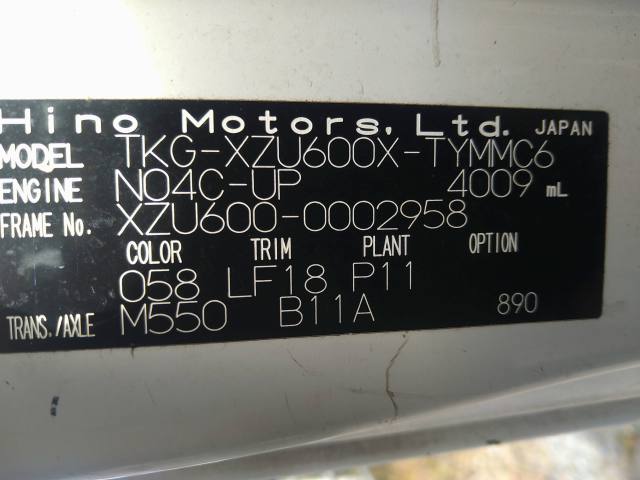 Hino Motors, Ltd. JAPAN
MODEL TKG-XZU600X-TYMMC6
ENGINE N04C-UP 4009 mL
FRAME No. XZU600-0002958
COLOR TRIM PLANT OPTION
058 LF18 P11
TRANS./AXLE M550 B11A 890